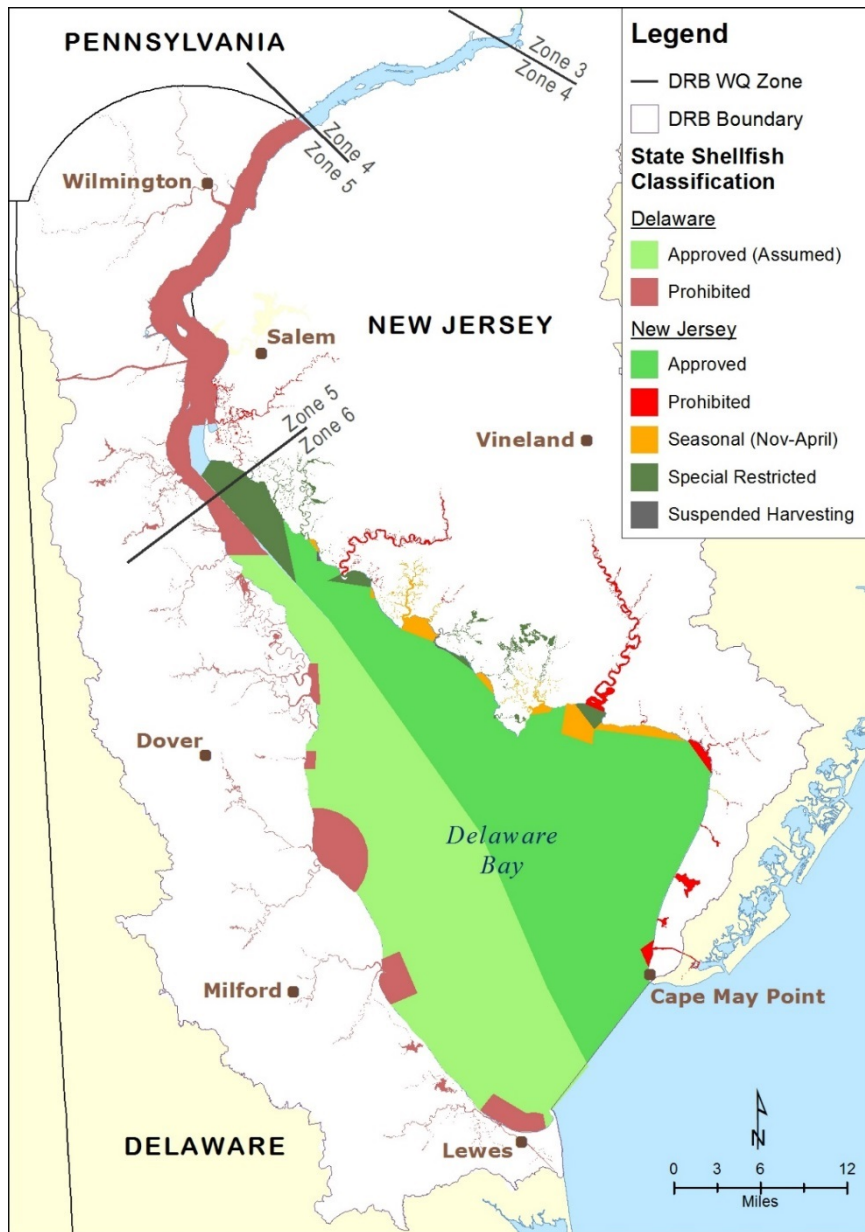 PENNSYLVANIA
Zone 3
Zone 4
Zone 4
Zone 5
Wilmington
NEW JERSEY
Salem
Zone 5
Zone 6
Vineland
Dover
Delaware
Bay
Milford
Cape May Point
DELAWARE
Lewes
Legend
DRB WQ Zone
DRB Boundary
State Shellfish
Classification
Delaware
Approved (Assumed)
Prohibited
New Jersey
Approved
Prohibited
Seasonal (Nov-April)
Special Restricted
Suspended Harvesting
N
0 3 6 12
Miles